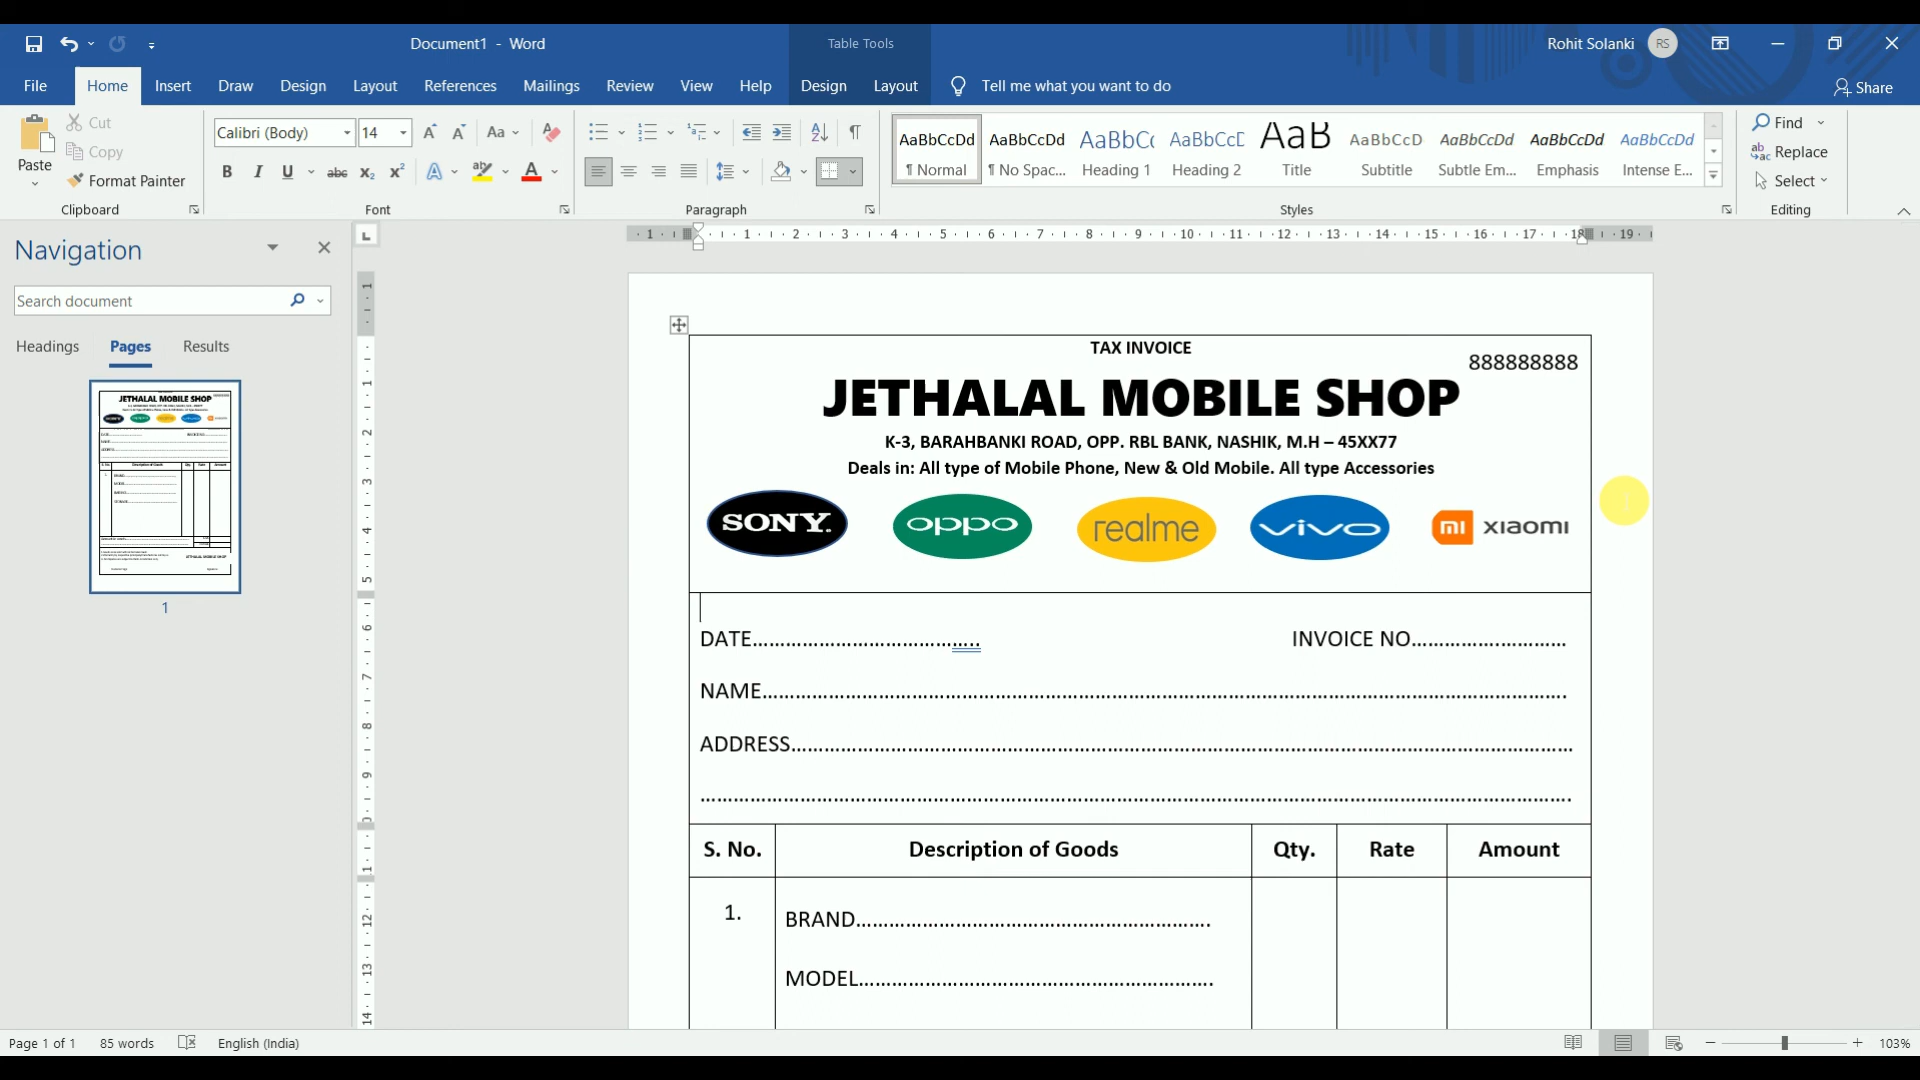 Document1 - Word
Table Tools
Rohit Solanki
RS
File
Home
Insert
Draw
Design
Layout
References
Mailings
Review
View
Help
Design
Layout
Tell me what you want to do
Share
Paste
Cut
Copy
Format Painter
Clipboard
Calibri (Body)
14
Font
Paragraph
AaBbCcDd
¶ Normal
AaBbCcDd
¶ No Spac...
AaBbCc
Heading 1
AaBbCcC
Heading 2
AaB
Title
AaBbCcD
Subtitle
AaBbCcDd
Subtle Em...
AaBbCcDd
Emphasis
AaBbCcDd
Intense E...
Styles
Find
Replace
Select
Editing
Navigation
Search document
Headings
Pages
Results
JETHALAL MOBILE SHOP
1
TAX INVOICE
888888888
JETHALAL MOBILE SHOP
K-3, BARAHBANKI ROAD, OPP. RBL BANK, NASHIK, M.H – 45XX77
Deals in: All type of Mobile Phone, New & Old Mobile. All type Accessories
SONY.
oppo
realme
vivo
mi xiaomi
DATE…………………………………..
INVOICE NO………………………
NAME…………………………………………………………………………………………………………………………….
ADDRESS…………………………………………………………………………………………………………………………
………………………………………………………………………………………………………………………………………….
S. No.
Description of Goods
Qty.
Rate
Amount
1.
BRAND……………………………………………………….
MODEL……………………………………………………….
Page 1 of 1
85 words
English (India)
103%